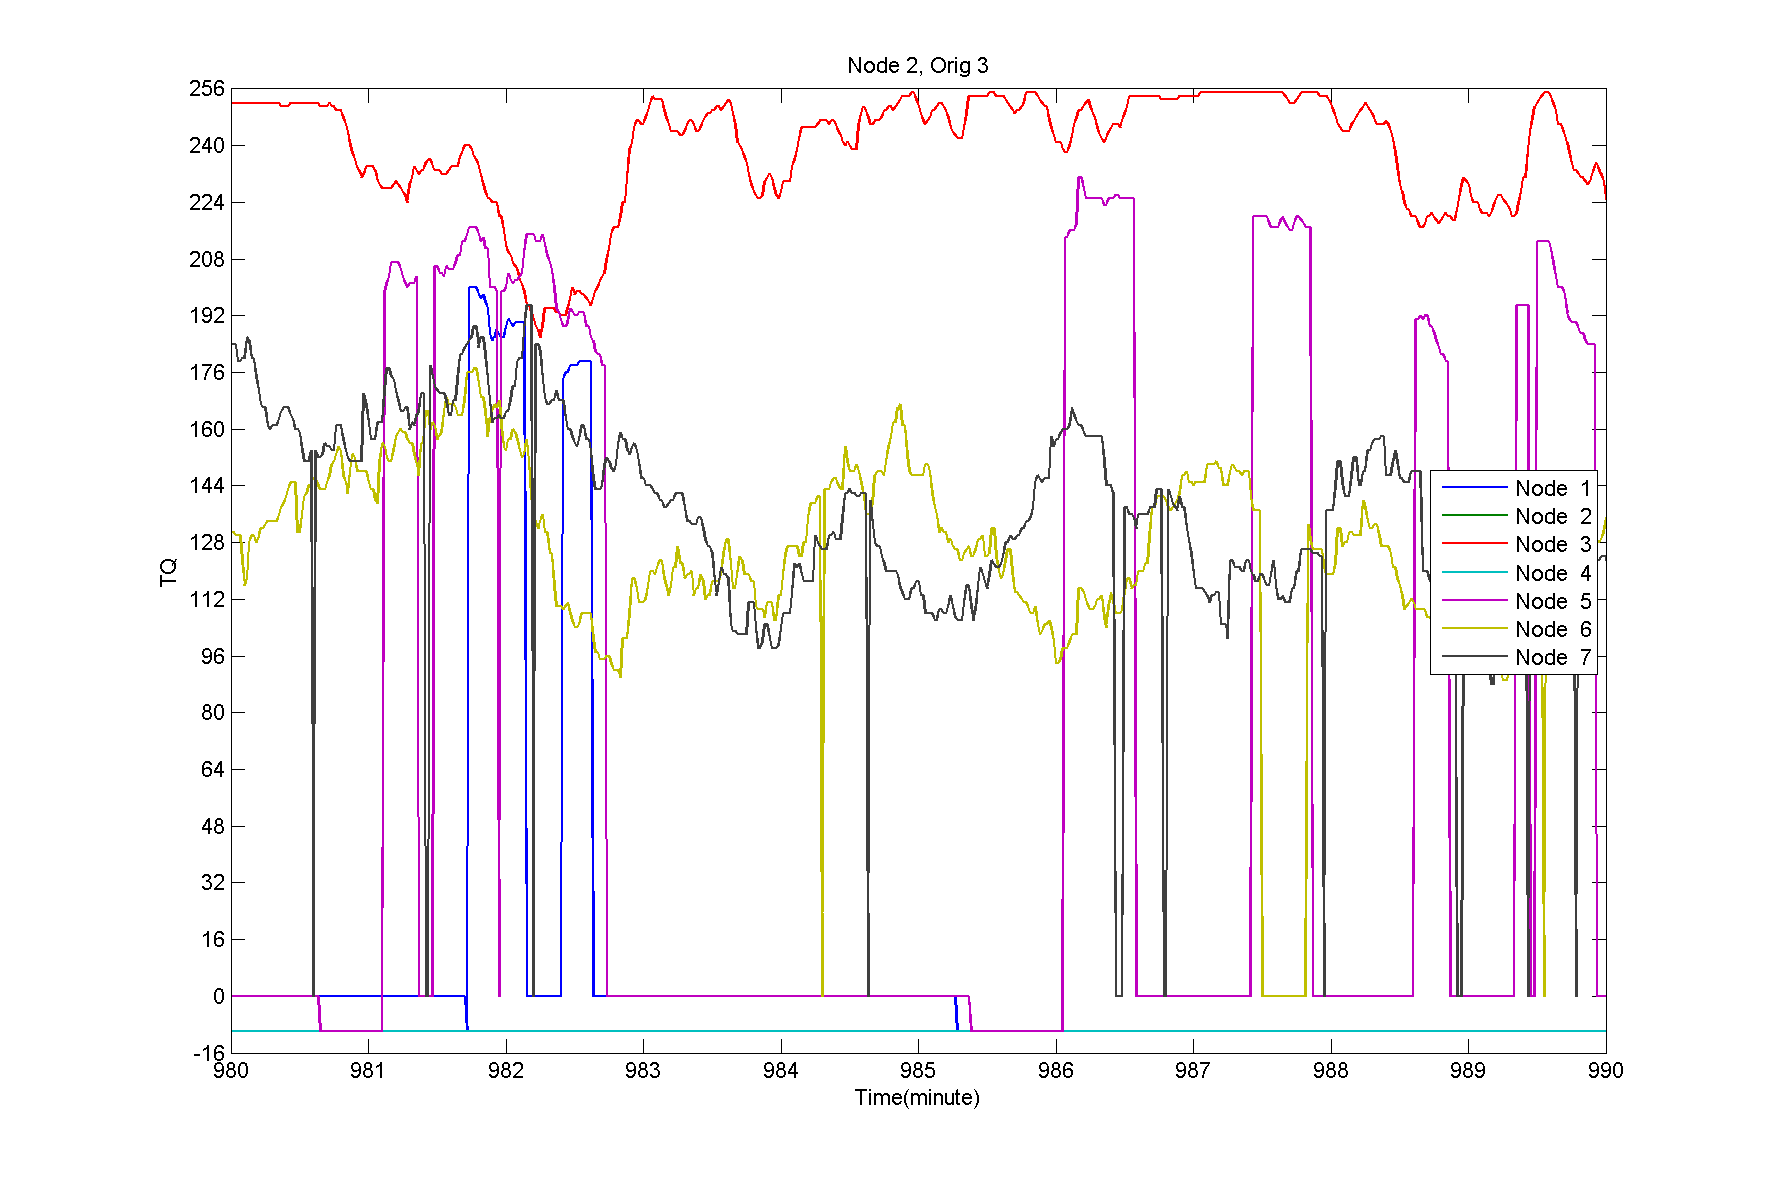 Node 2, Orig 3
256
240
224
208
192
176
160
144
128
112
96
80
64
48
32
16
0
-16
TQ
Node 1
Node 2
Node 3
Node 4
Node 5
Node 6
Node 7
980 981 982 983 984 985 986 987 988 989 990
Time(minute)